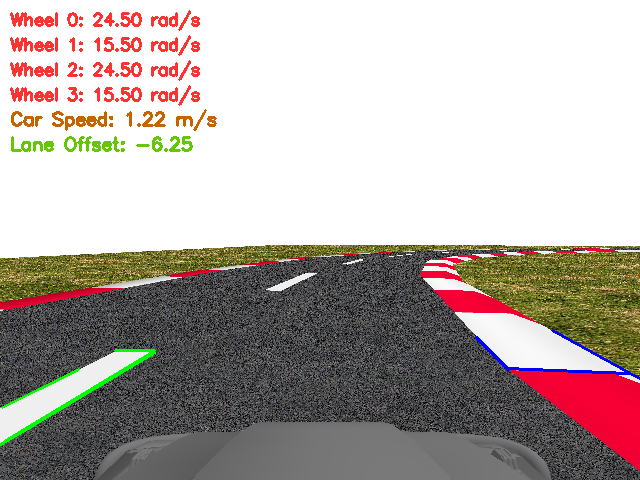 Wheel 0: 24.50 rad/s
Wheel 1: 15.50 rad/s
Wheel 2: 24.50 rad/s
Wheel 3: 15.50 rad/s
Car Speed: 1.22 m/s
Lane Offset: -6.25